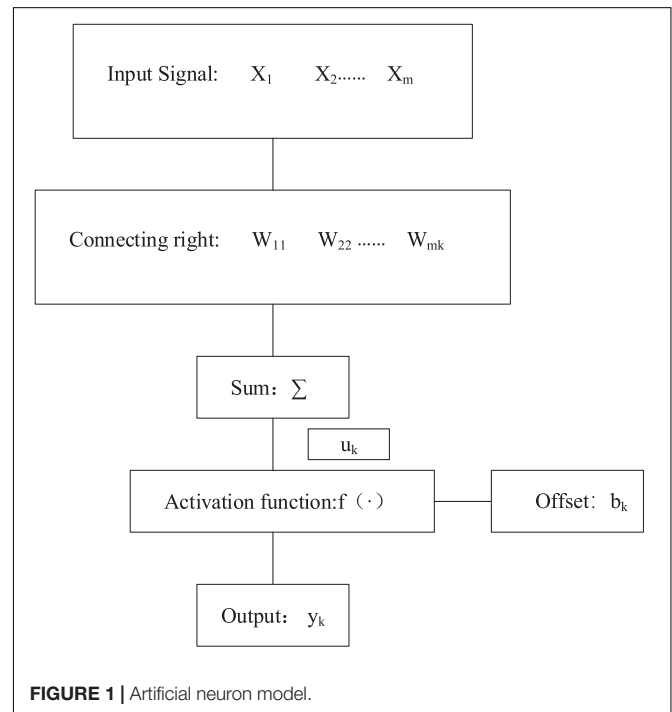 Input Signal: X₁ X₂...... Xₘ
Connecting right: W₁₁ W₂₂ ...... Wₘₖ
Sum：∑
uₖ
Activation function:f（·）
Offset：bₖ
Output：yₖ
FIGURE 1 | Artificial neuron model.